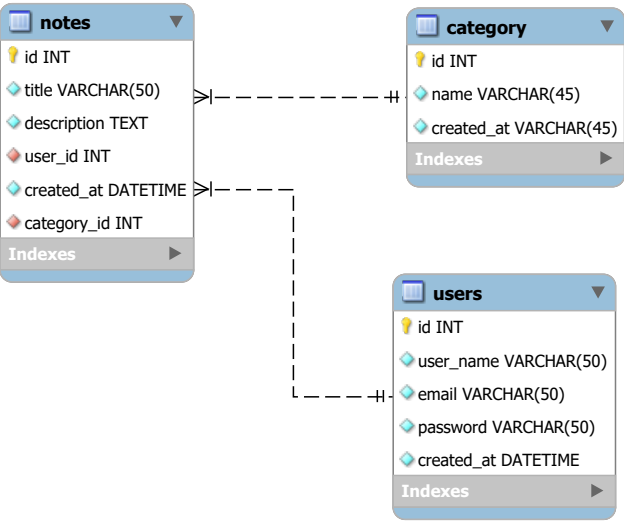 notes
id INT
title VARCHAR(50)
description TEXT
user_id INT
created_at DATETIME
category_id INT
Indexes
category
id INT
name VARCHAR(45)
created_at VARCHAR(45)
Indexes
users
id INT
user_name VARCHAR(50)
email VARCHAR(50)
password VARCHAR(50)
created_at DATETIME
Indexes